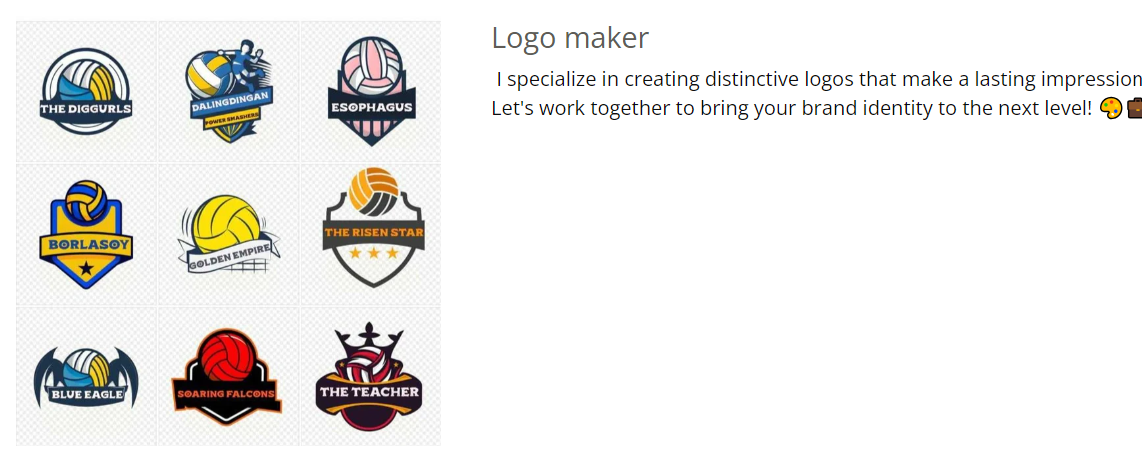 THE DIGGURLS
DALINGDINGAN
POWER SMASHERS
ESOPHAGUS
BORLASOY
GOLDEN EMPIRE
THE RISEN STAR
BLUE EAGLE
SOARING FALCONS
THE TEACHER
Logo maker
I specialize in creating distinctive logos that make a lasting impression
Let's work together to bring your brand identity to the next level! 🎨💼